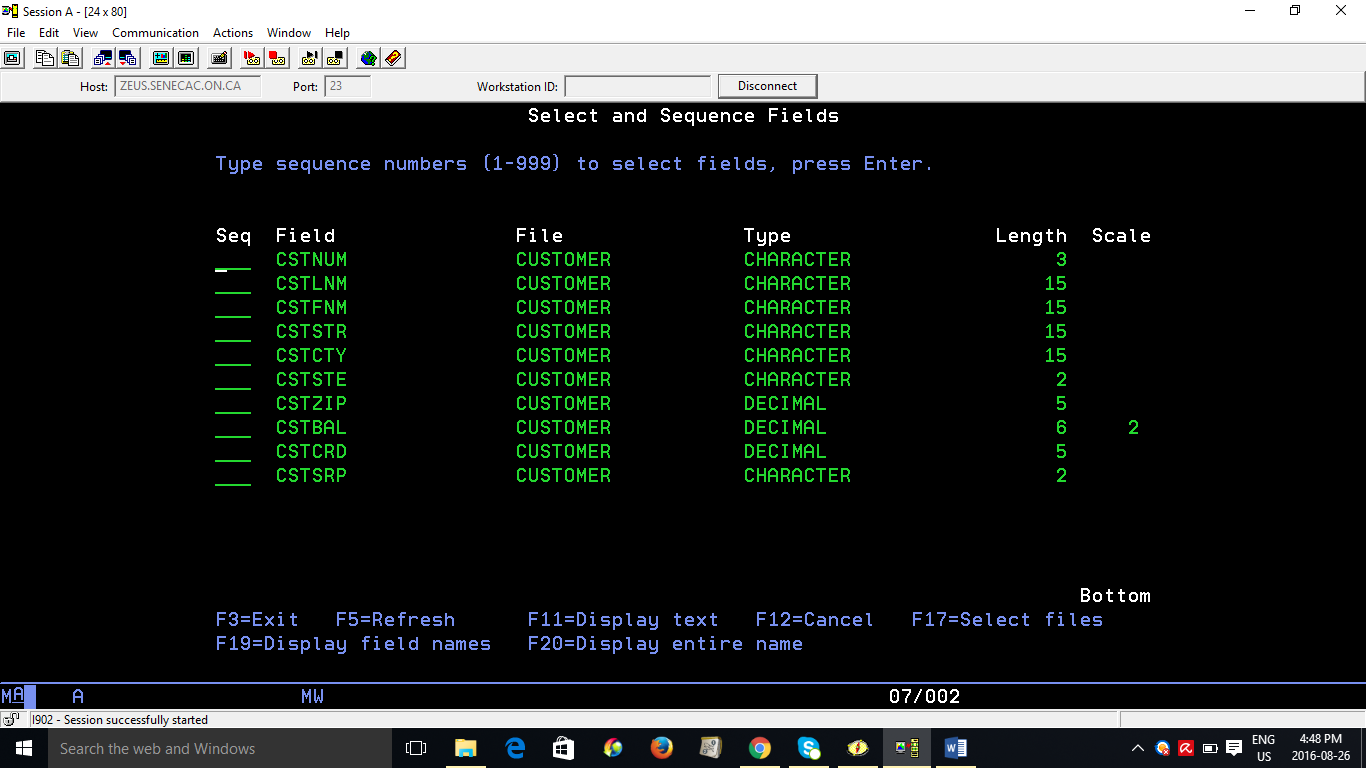 Session A - [24 x 80]
File Edit View Communication Actions Window Help
Host: ZEUS.SENECAC.ON.CA Port: 23 Workstation ID: Disconnect
Select and Sequence Fields
Type sequence numbers (1-999) to select fields, press Enter.
Seq Field File Type Length Scale
CSTNUM CUSTOMER CHARACTER 3
CSTLNM CUSTOMER CHARACTER 15
CSTFNM CUSTOMER CHARACTER 15
CSTSTR CUSTOMER CHARACTER 15
CSTCTY CUSTOMER CHARACTER 15
CSTSTE CUSTOMER CHARACTER 2
CSTZIP CUSTOMER DECIMAL 5
CSTBAL CUSTOMER DECIMAL 6 2
CSTCRD CUSTOMER DECIMAL 5
CSTSRP CUSTOMER CHARACTER 2
Bottom
F3=Exit F5=Refresh F11=Display text F12=Cancel F17=Select files
F19=Display field names F20=Display entire name
MA A MW 07/002
I902 - Session successfully started
Search the web and Windows
ENG 4:48 PM
US 2016-08-26